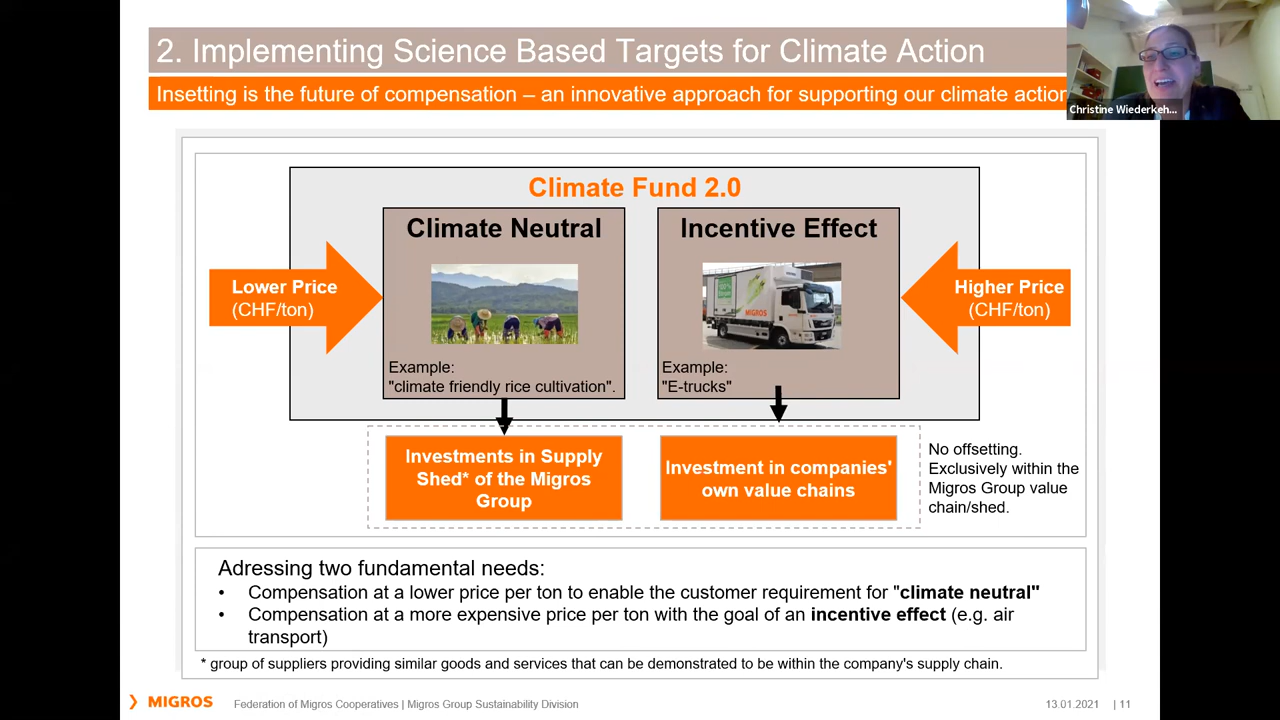 2. Implementing Science Based Targets for Climate Action
Insetting is the future of compensation – an innovative approach for supporting our climate action
Christine Wiederkeh...
Climate Fund 2.0
Climate Neutral
Incentive Effect
Lower Price
(CHF/ton)
Higher Price
(CHF/ton)
MIGROS
Example:
"climate friendly rice cultivation".
Example:
"E-trucks"
Investments in Supply
Shed* of the Migros
Group
Investment in companies'
own value chains
No offsetting.
Exclusively within the
Migros Group value
chain/shed.
Adressing two fundamental needs:
• Compensation at a lower price per ton to enable the customer requirement for "climate neutral"
• Compensation at a more expensive price per ton with the goal of an incentive effect (e.g. air
transport)
* group of suppliers providing similar goods and services that can be demonstrated to be within the company's supply chain.
MIGROS
Federation of Migros Cooperatives | Migros Group Sustainability Division
13.01.2021 | 11